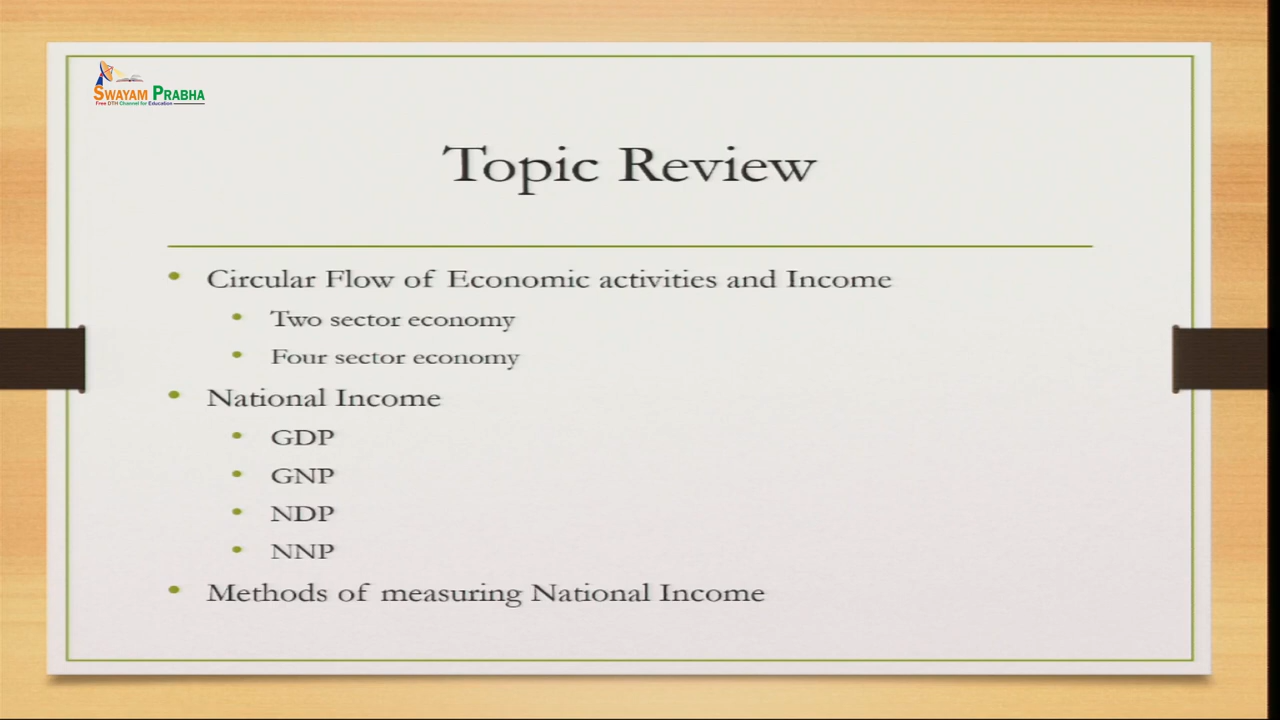 SWAYAM PRABHA
Free DTH Channel for Education
Topic Review
• Circular Flow of Economic activities and Income
• Two sector economy
• Four sector economy
• National Income
• GDP
• GNP
• NDP
• NNP
• Methods of measuring National Income